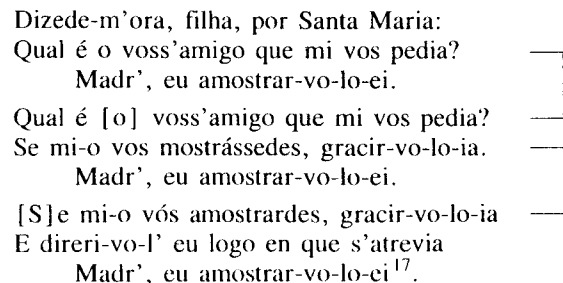 Dizede-m'ora, filha, por Santa Maria:
Qual é o voss'amigo que mi vos pedia?
Madr', eu amostrar-vo-lo-ei.
Qual é [o] voss'amigo que mi vos pedia?
Se mi-o vos mostrássedes, gracir-vo-lo-ia.
Madr', eu amostrar-vo-lo-ei.
[S]e mi-o vós amostrardes, gracir-vo-lo-ia
E direri-vo-l' eu logo en que s'atrevia
Madr', eu amostrar-vo-lo-ei 17.